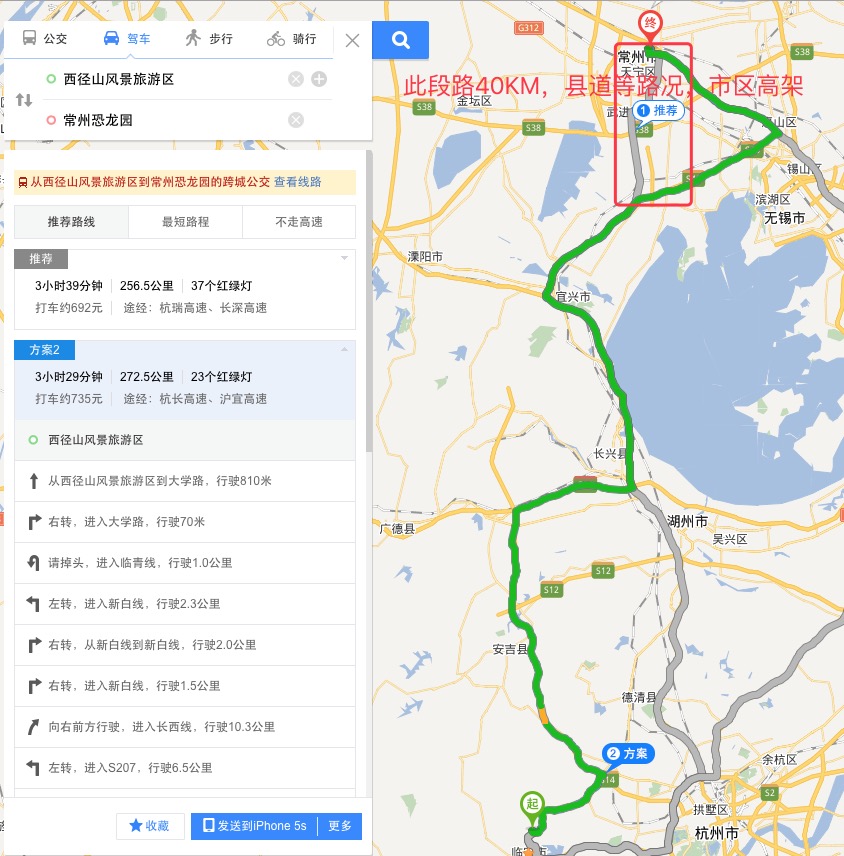 公交
驾车
步行
骑行
西径山风景旅游区
常州恐龙园
从西径山风景旅游区到常州恐龙园的跨城公交 查看线路
推荐路线
最短路程
不走高速
推荐
3小时39分钟 256.5公里 37个红绿灯
打车约692元 途经：杭瑞高速、长深高速
方案2
3小时29分钟 272.5公里 23个红绿灯
打车约735元 途经：杭长高速、沪宜高速
西径山风景旅游区
从西径山风景旅游区到大学路，行驶810米
右转，进入大学路，行驶70米
请掉头，进入临青线，行驶1.0公里
左转，进入新白线，行驶2.3公里
右转，从新白线到新白线，行驶2.0公里
右转，进入新白线，行驶1.5公里
向右前方行驶，进入长西线，行驶10.3公里
左转，进入S207，行驶6.5公里
收藏
发送到iPhone 5s
更多
终
G312
常州市
天宁区
S38
此段路40KM，县道等路况，市区高架
金坛区
S38
武进
1 推荐
S38
S38
山区
锡山区
滨湖区
无锡市
溧阳市
宜兴市
长兴县
广德县
湖州市
吴兴区
S12
S12
安吉县
德清县
2 方案
S14
余杭区
S2
起
拱墅区
杭州市